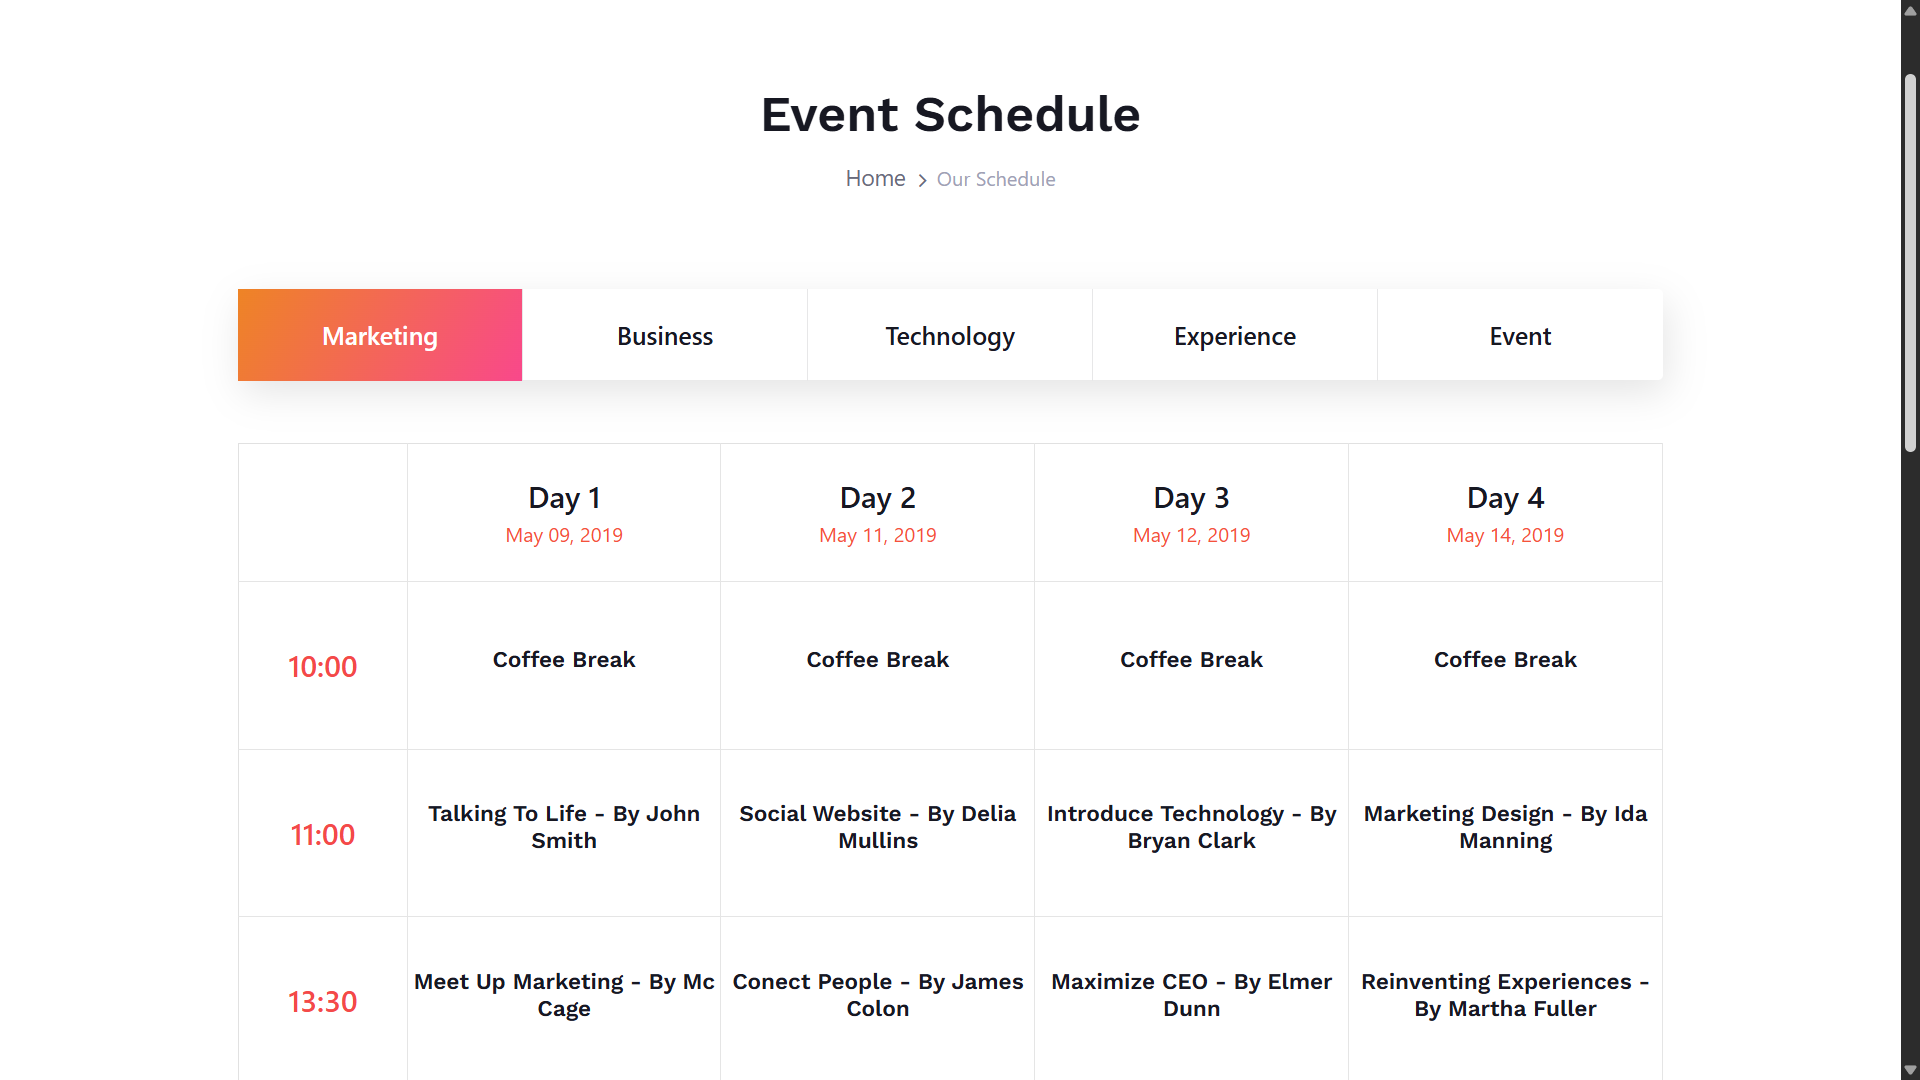 Event Schedule
Home > Our Schedule
Marketing
Business
Technology
Experience
Event
Day 1
May 09, 2019
Day 2
May 11, 2019
Day 3
May 12, 2019
Day 4
May 14, 2019
10:00
Coffee Break
Coffee Break
Coffee Break
Coffee Break
11:00
Talking To Life - By John
Smith
Social Website - By Delia
Mullins
Introduce Technology - By
Bryan Clark
Marketing Design - By Ida
Manning
13:30
Meet Up Marketing - By Mc
Cage
Conect People - By James
Colon
Maximize CEO - By Elmer
Dunn
Reinventing Experiences -
By Martha Fuller